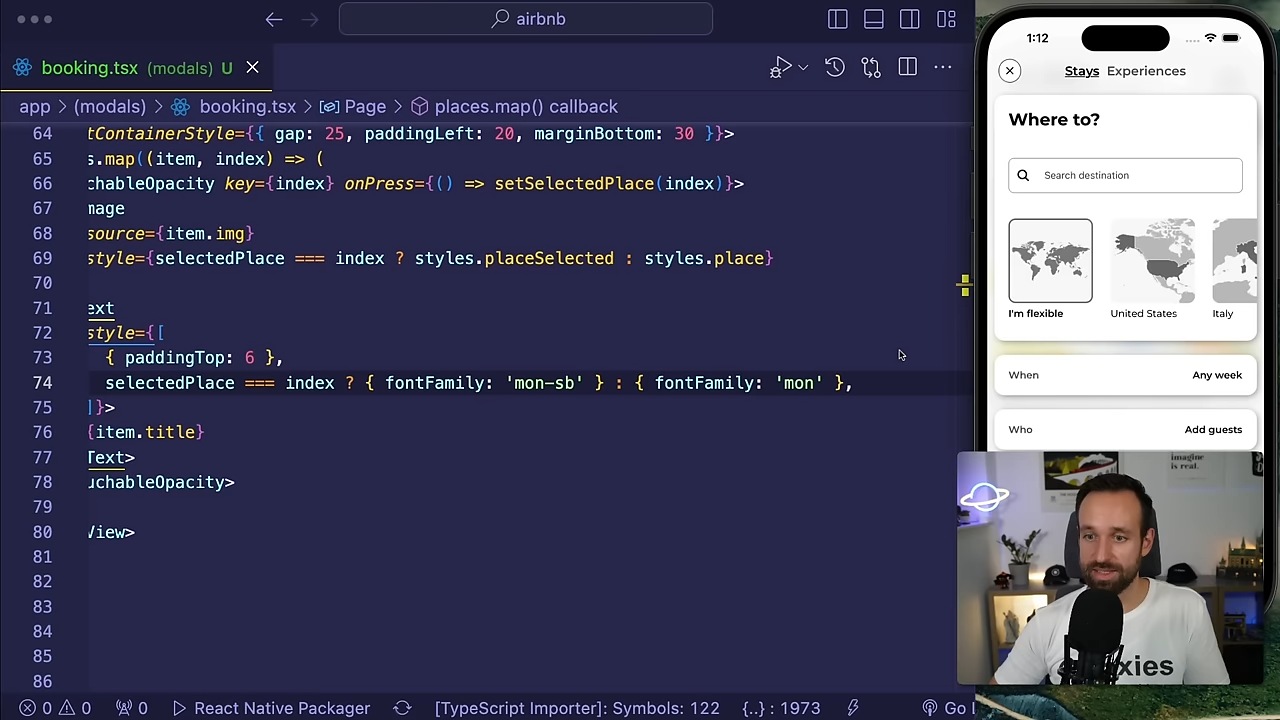 airbnb
booking.tsx (modals) U
app > (modals) > booking.tsx > Page > places.map() callback
64 tContainerStyle={{ gap: 25, paddingLeft: 20, marginBottom: 30 }}>
65 s.map((item, index) => (
66 chableOpacity key={index} onPress={() => setSelectedPlace(index)}>
67 mage
68 source={item.img}
69 style={selectedPlace === index ? styles.placeSelected : styles.place}
70
71 ext
72 style={[
73 { paddingTop: 6 },
74 selectedPlace === index ? { fontFamily: 'mon-sb' } : { fontFamily: 'mon' },
75 ]}>
76 {item.title}
77 Text>
78 uchableOpacity>
79
80 View>
81
82
83
84
85
86
0 0 0 React Native Packager [TypeScript Importer]: Symbols: 122 {..} : 1973 Go
1:12
Stays Experiences
Where to?
Search destination
I'm flexible United States Italy
When Any week
Who Add guests
imagine
is real.
xies